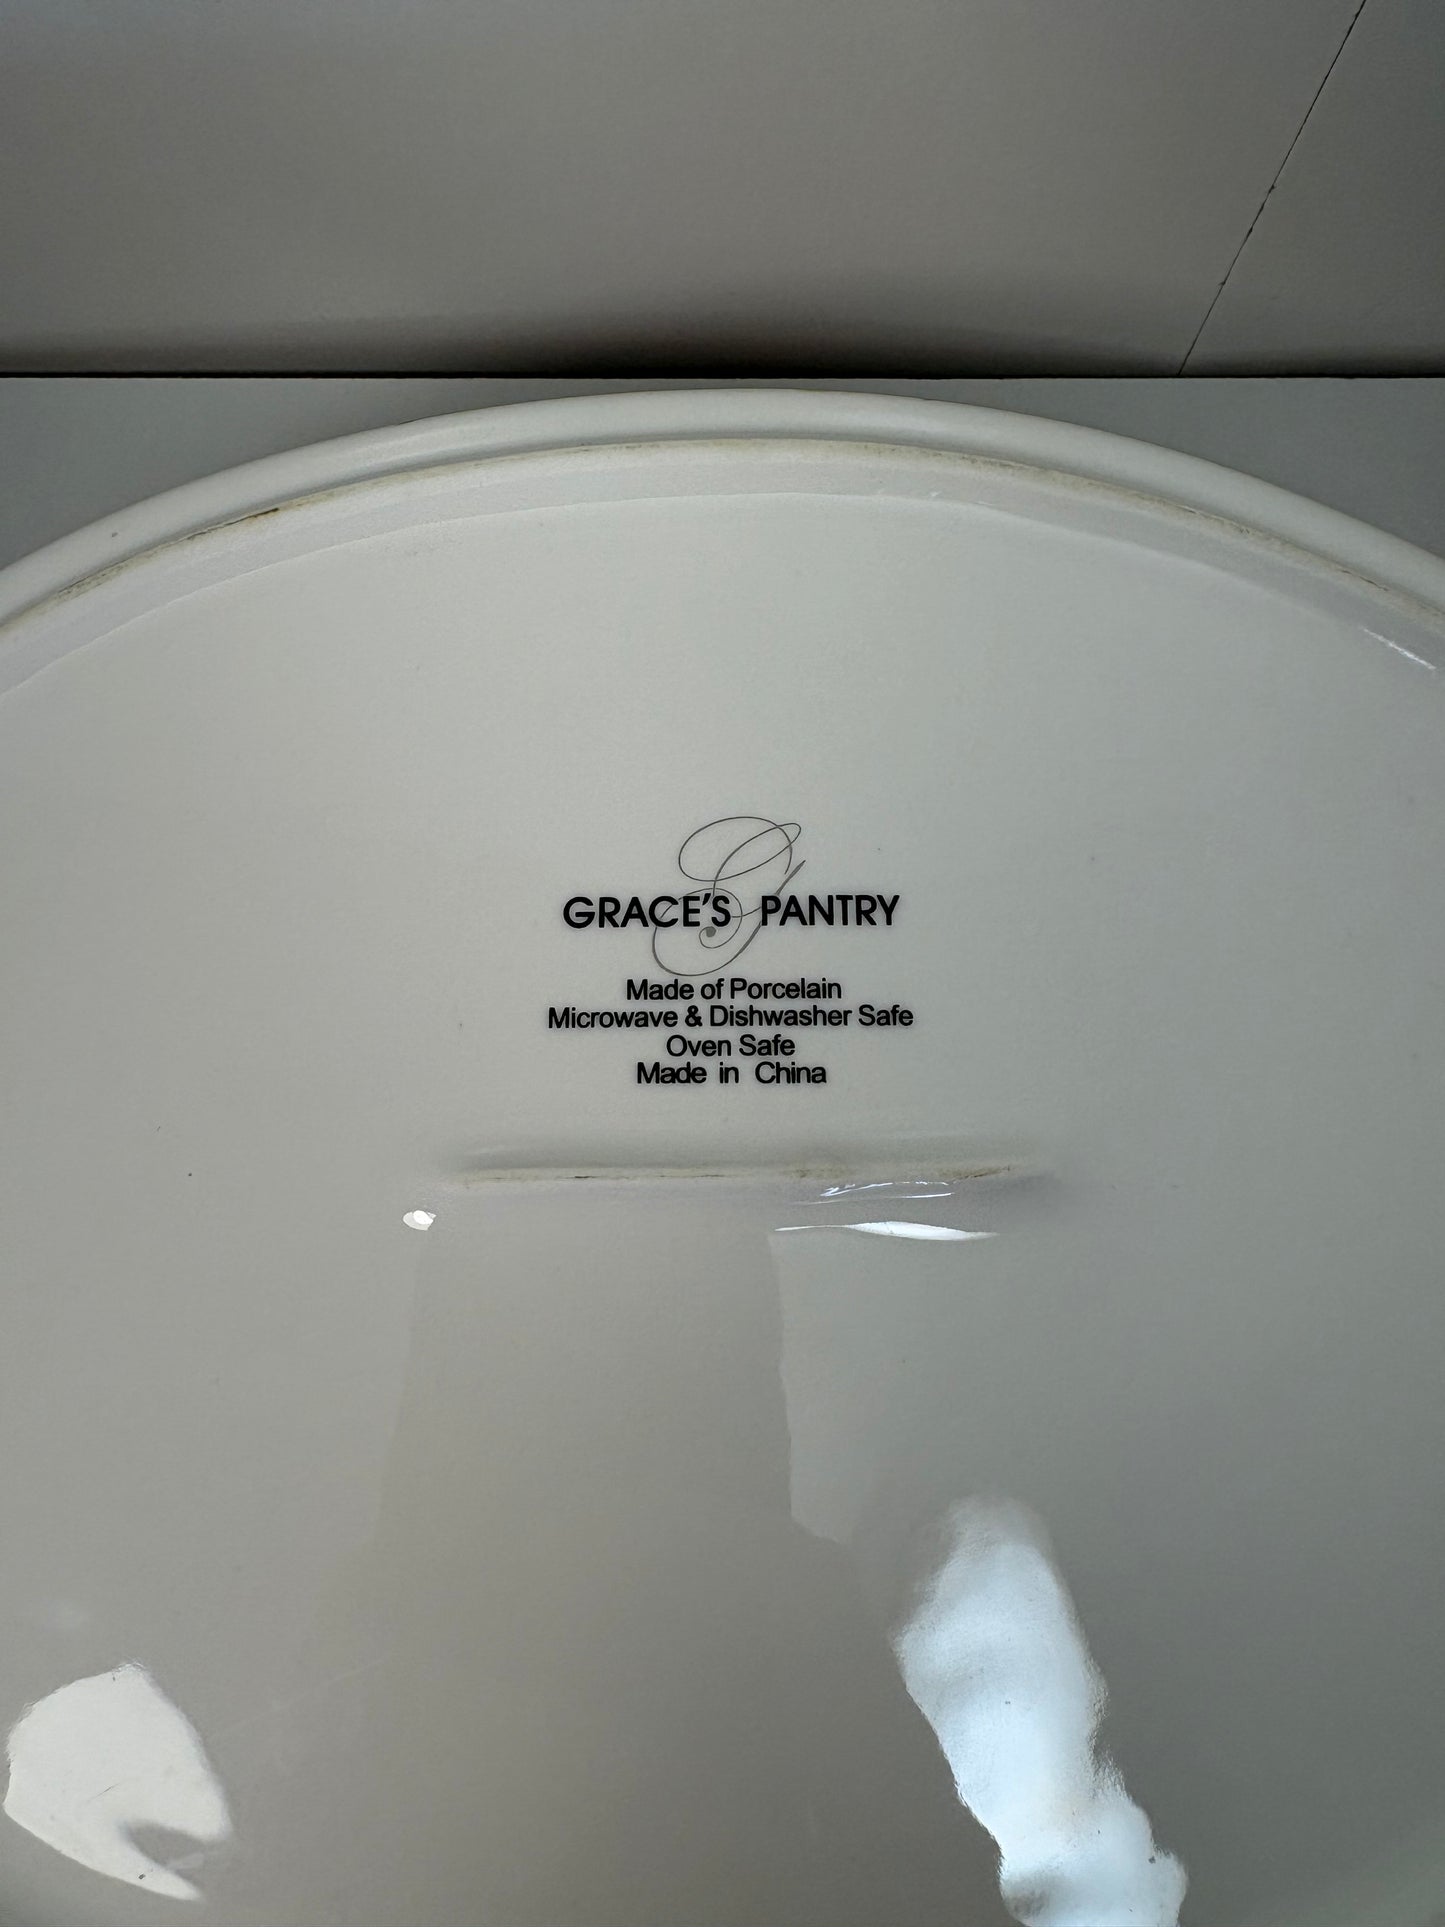 G
GRACE'S PANTRY
Made of Porcelain
Microwave & Dishwasher Safe
Oven Safe
Made in China